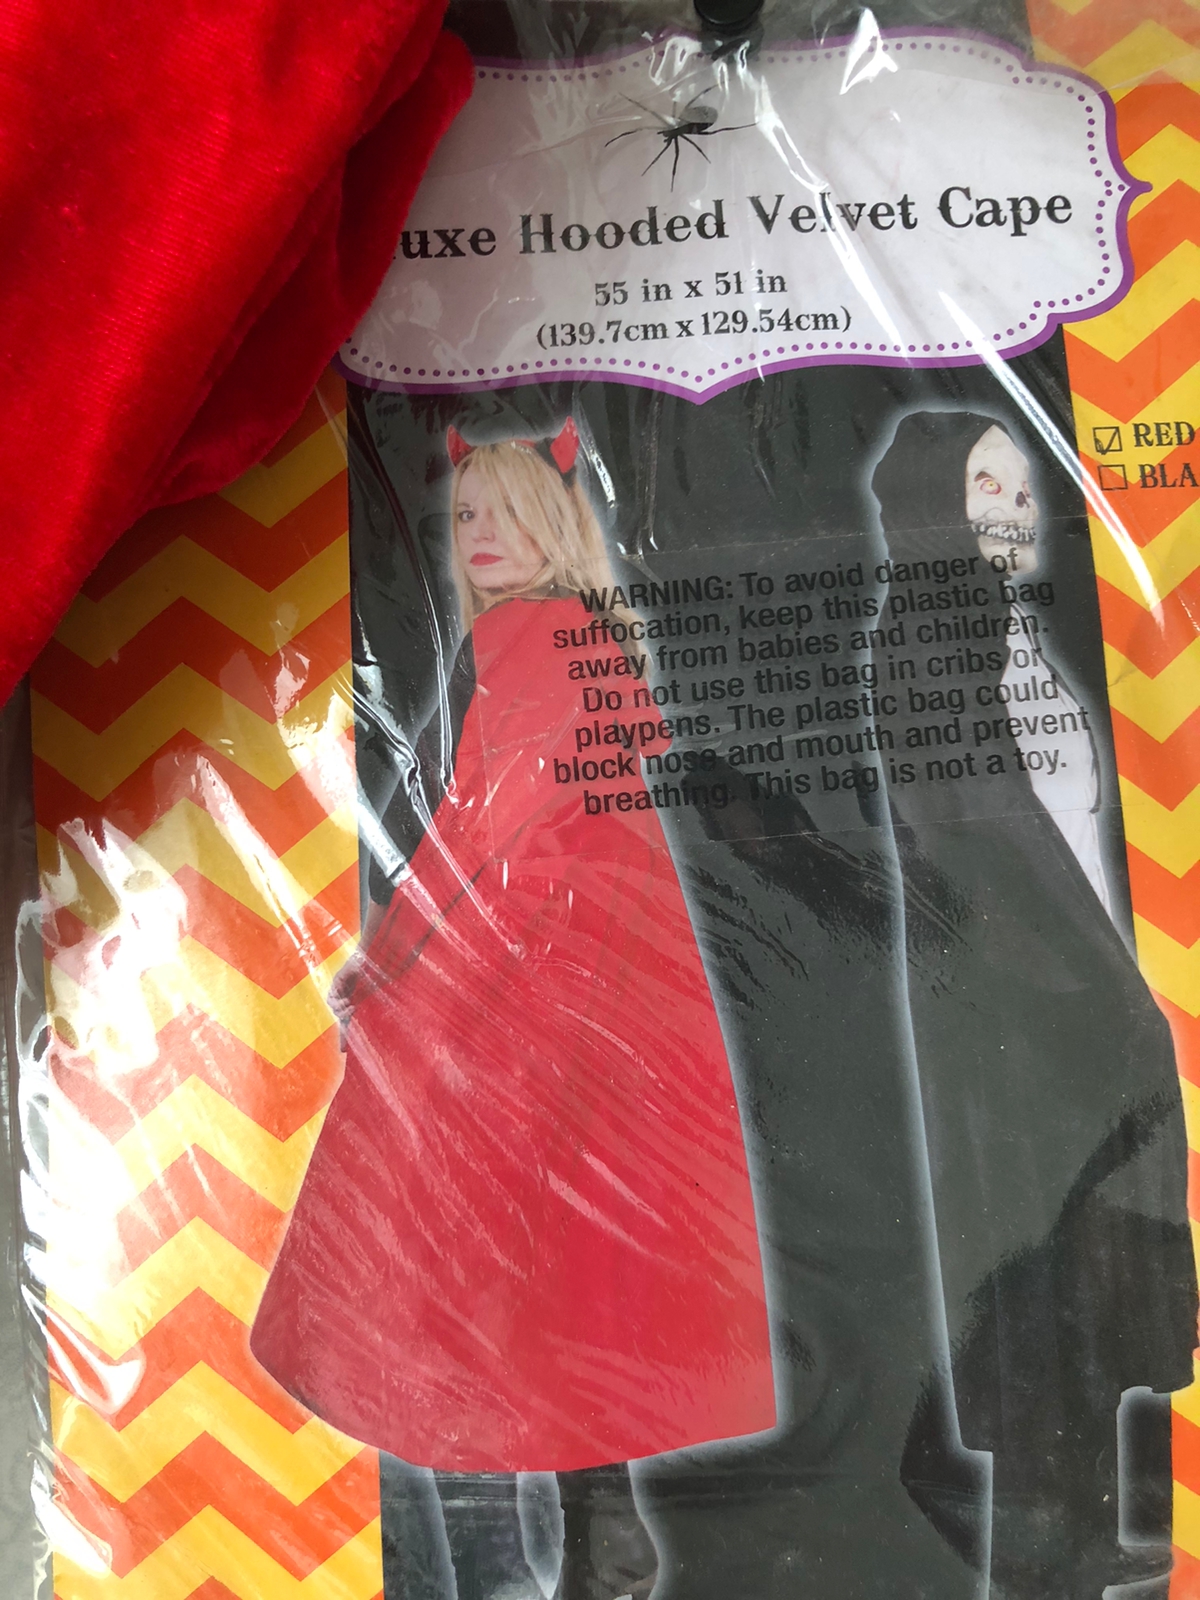 uxe Hooded Velvet Cape
55 in x 51 in
(139.7cm x 129.54cm)
RED
BLA
WARNING: To avoid danger of
suffocation, keep this plastic bag
away from babies and children.
Do not use this bag in cribs or
playpens. The plastic bag could
block nose and mouth and prevent
breathing. This bag is not a toy.